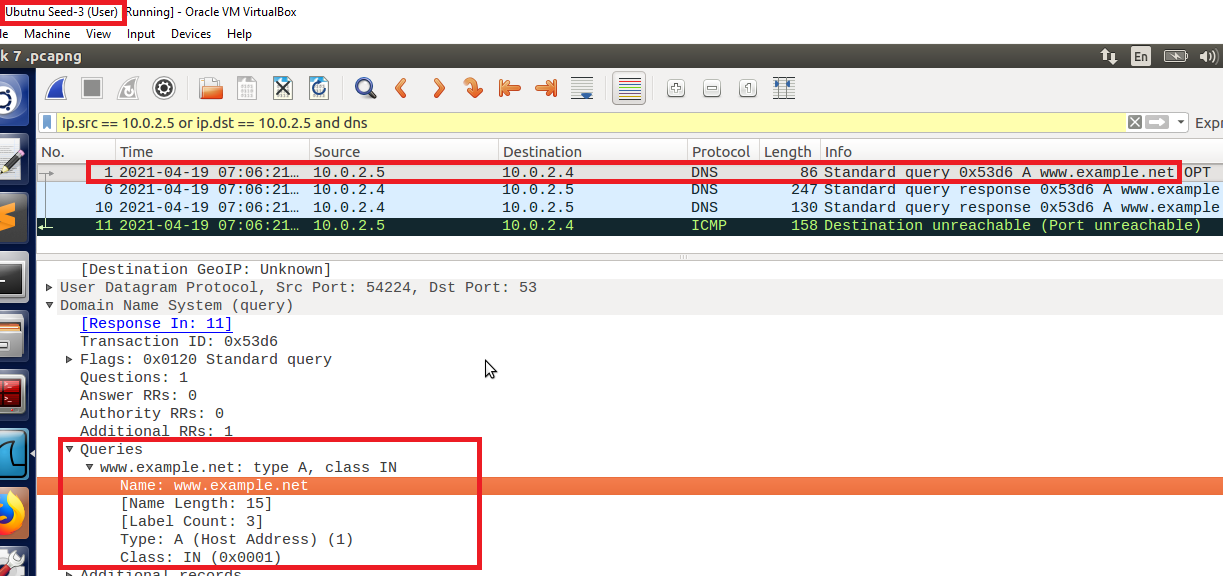 Ubutnu Seed-3 (User) [Running] - Oracle VM VirtualBox
le Machine View Input Devices Help
k 7 .pcapng En
ip.src == 10.0.2.5 or ip.dst == 10.0.2.5 and dns Expr
No. Time Source Destination Protocol Length Info
1 2021-04-19 07:06:21… 10.0.2.5 10.0.2.4 DNS 86 Standard query 0x53d6 A www.example.net OPT
6 2021-04-19 07:06:21… 10.0.2.4 10.0.2.5 DNS 247 Standard query response 0x53d6 A www.example
10 2021-04-19 07:06:21… 10.0.2.4 10.0.2.5 DNS 130 Standard query response 0x53d6 A www.example
11 2021-04-19 07:06:21… 10.0.2.5 10.0.2.4 ICMP 158 Destination unreachable (Port unreachable)
[Destination GeoIP: Unknown]
User Datagram Protocol, Src Port: 54224, Dst Port: 53
Domain Name System (query)
[Response In: 11]
Transaction ID: 0x53d6
Flags: 0x0120 Standard query
Questions: 1
Answer RRs: 0
Authority RRs: 0
Additional RRs: 1
Queries
www.example.net: type A, class IN
Name: www.example.net
[Name Length: 15]
[Label Count: 3]
Type: A (Host Address) (1)
Class: IN (0x0001)
Additional records